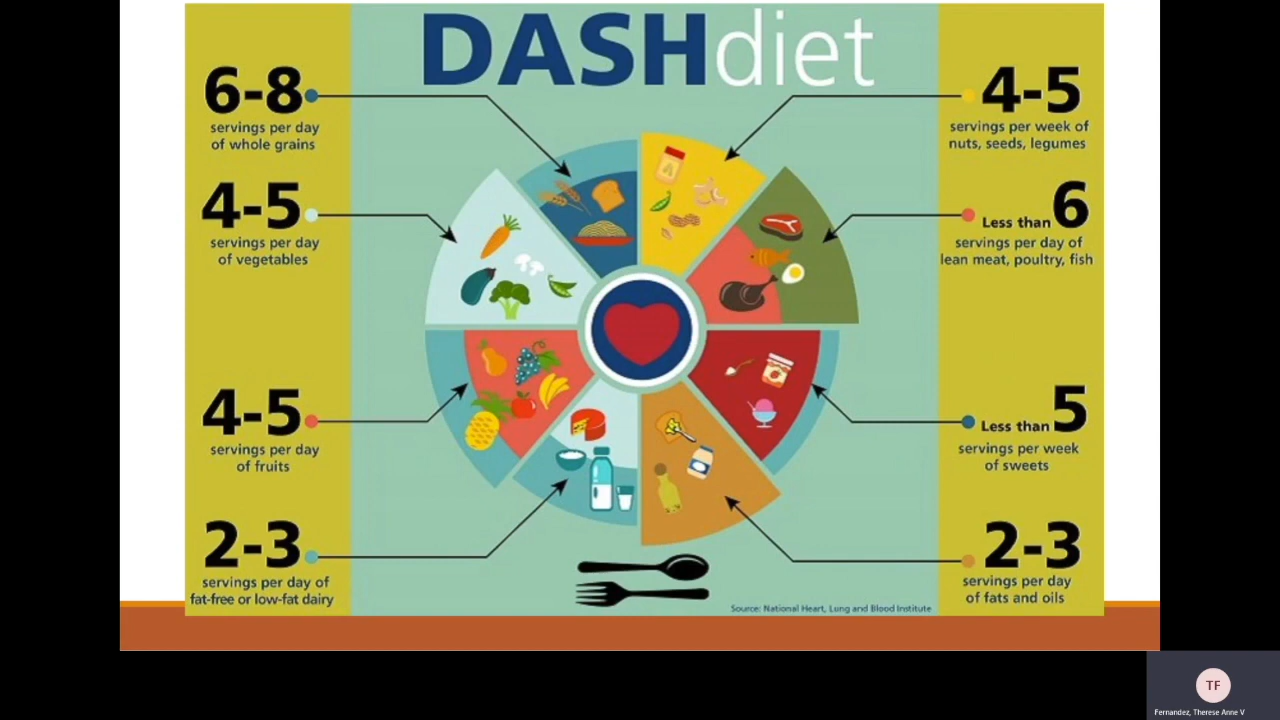 DASHdiet
6-8
servings per day
of whole grains
4-5
servings per day
of vegetables
4-5
servings per day
of fruits
2-3
servings per day of
fat-free or low-fat dairy
4-5
servings per week of
nuts, seeds, legumes
Less than 6
servings per day of
lean meat, poultry, fish
Less than 5
servings per week
of sweets
2-3
servings per day
of fats and oils
Source: National Heart, Lung and Blood Institute
TF
Fernandez, Therese Anne V